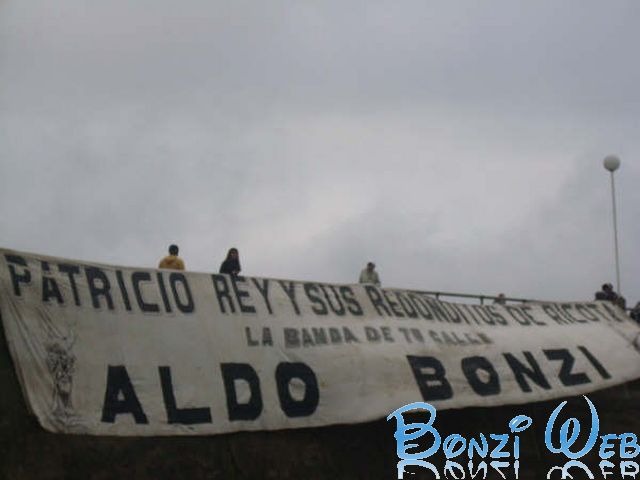 PATRICIO REY Y SUS REDONDITOS DE RICOTA
LA BANDA DE TU CALLE
ALDO BONZI
BONZI WEB